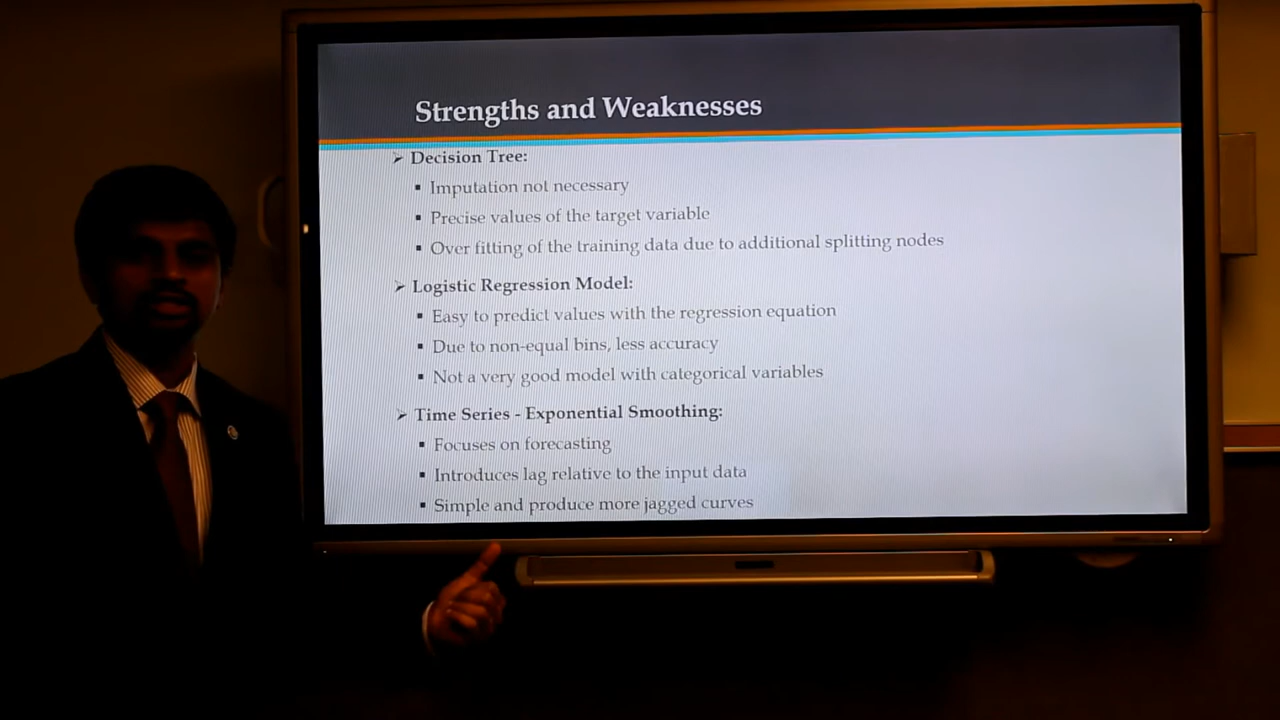 Strengths and Weaknesses
➢ Decision Tree:
▪ Imputation not necessary
▪ Precise values of the target variable
▪ Over fitting of the training data due to additional splitting nodes
➢ Logistic Regression Model:
▪ Easy to predict values with the regression equation
▪ Due to non-equal bins, less accuracy
▪ Not a very good model with categorical variables
➢ Time Series - Exponential Smoothing:
▪ Focuses on forecasting
▪ Introduces lag relative to the input data
▪ Simple and produce more jagged curves